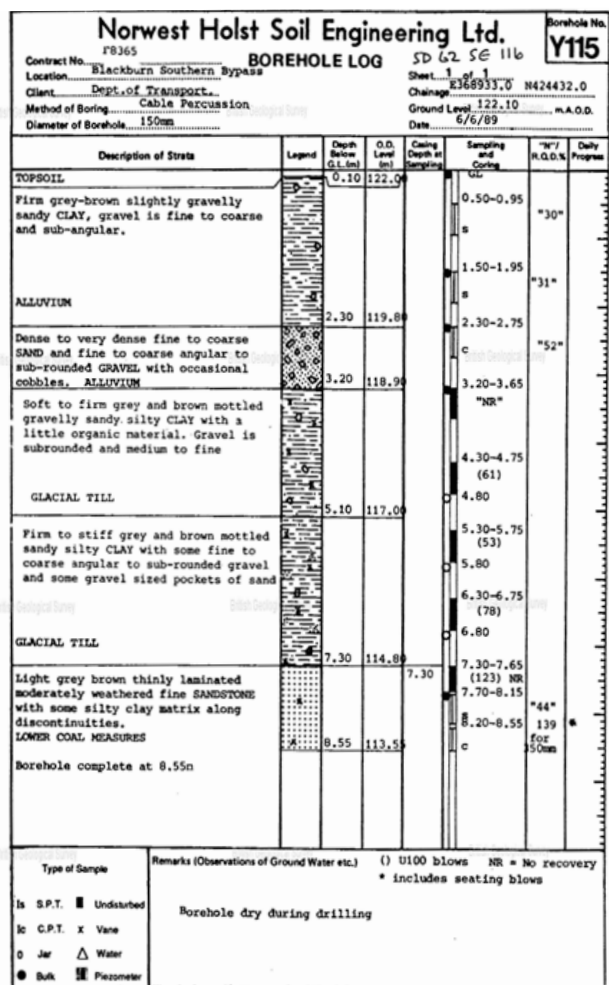 Norwest Holst Soil Engineering Ltd.
Borehole No.
Y115
Contract No. F8365
BOREHOLE LOG
SD 62 SE 116
Location Blackburn Southern Bypass
Sheet 1 of 1
Client Dept.of Transport.
Chainage E368933.0 N424432.0
Method of Boring Cable Percussion
Ground Level 122.10 m.A.O.D.
Diameter of Borehole 150mm
Date 6/6/89
Description of Strata
Legend
Depth Below G.L.(m)
O.D. Level (m)
Casing Depth at Sampling
Sampling and Coring
"N"/ R.Q.D.%
Daily Progress
TOPSOIL
0.10 122.00
GL
Firm grey-brown slightly gravelly
sandy CLAY, gravel is fine to coarse
and sub-angular.
0.50-0.95
s
"30"
1.50-1.95
s
"31"
ALLUVIUM
2.30 119.80
2.30-2.75
c
"52"
Dense to very dense fine to coarse
SAND and fine to coarse angular to
sub-rounded GRAVEL with occasional
cobbles. ALLUVIUM
3.20 118.90
3.20-3.65
"NR"
Soft to firm grey and brown mottled
gravelly sandy silty CLAY with a
little organic material. Gravel is
subrounded and medium to fine
4.30-4.75
(61)
4.80
GLACIAL TILL
5.10 117.00
Firm to stiff grey and brown mottled
sandy silty CLAY with some fine to
coarse angular to sub-rounded gravel
and some gravel sized pockets of sand
5.30-5.75
(53)
5.80
6.30-6.75
(78)
6.80
GLACIAL TILL
7.30 114.80
7.30
7.30-7.65
(123) NR
Light grey brown thinly laminated
moderately weathered fine SANDSTONE
with some silty clay matrix along
discontinuities.
LOWER COAL MEASURES
7.70-8.15
s
"44"
8.20-8.55
139 *
for
c
150mm
8.55 113.55
Borehole complete at 8.55m
British Geological Survey
Type of Sample
Is S.P.T. Undisturbed
Ic C.P.T. x Vane
O Jar △ Water
● Bulk Piezometer
Remarks (Observations of Ground Water etc.)
() U100 blows NR = No recovery
* includes seating blows
Borehole dry during drilling